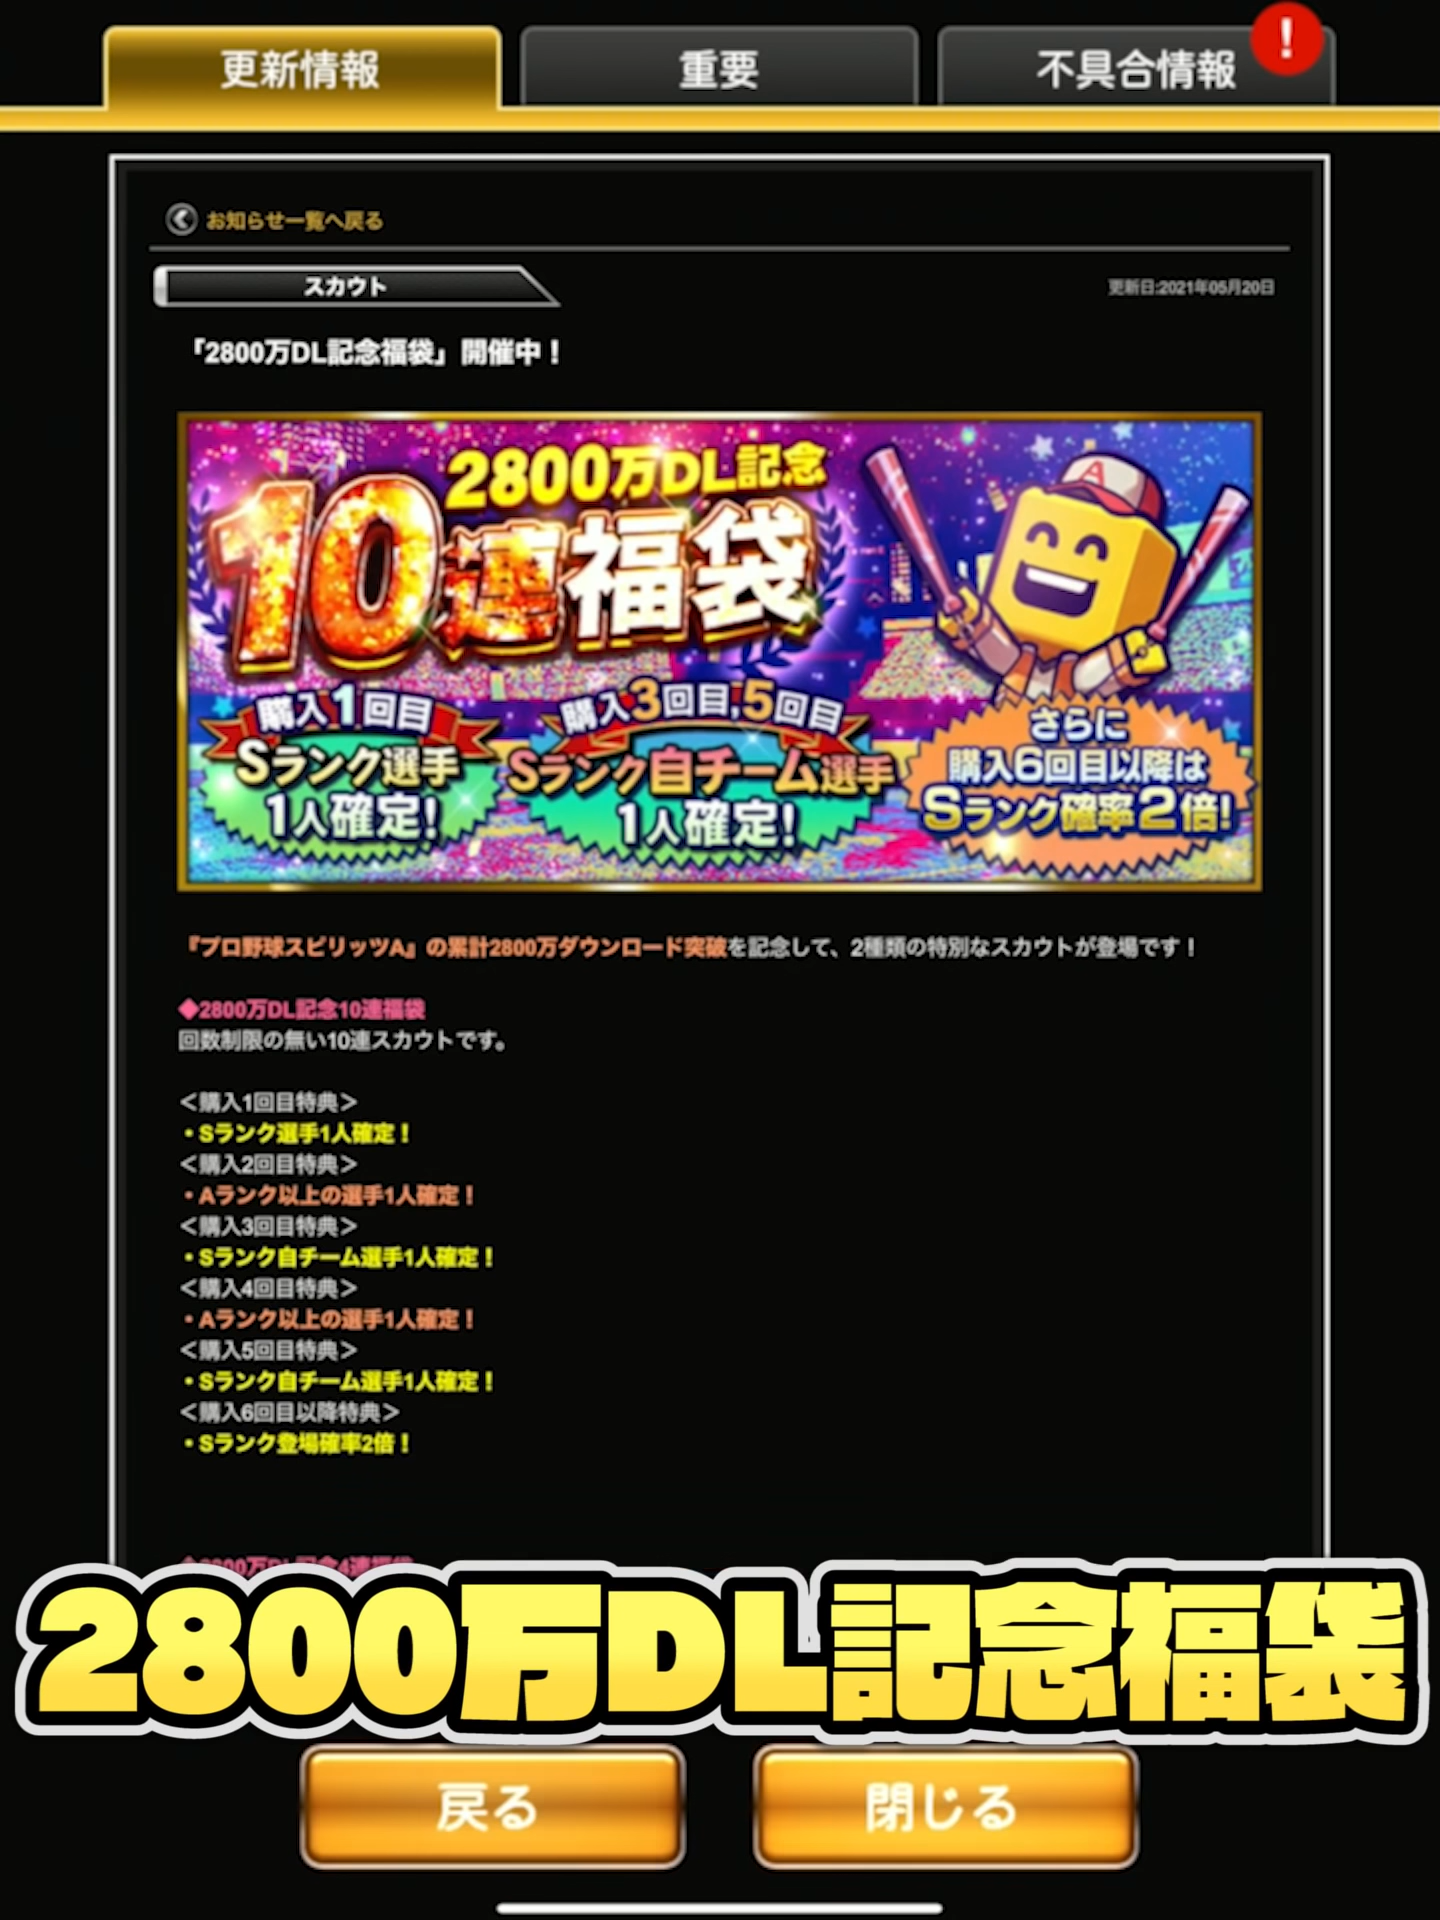 更新情報
重要
不具合情報
!
お知らせ一覧へ戻る
スカウト
更新日:2021年05月20日
「2800万DL記念福袋」開催中！
2800万DL記念
10連福袋
A
購入1回目
Sランク選手
1人確定!
購入3回目,5回目
Sランク自チーム選手
1人確定!
さらに
購入6回目以降は
Sランク確率2倍!
『プロ野球スピリッツA』の累計2800万ダウンロード突破を記念して、2種類の特別なスカウトが登場です！
◆2800万DL記念10連福袋
回数制限の無い10連スカウトです。
＜購入1回目特典＞
・Sランク選手1人確定！
＜購入2回目特典＞
・Aランク以上の選手1人確定！
＜購入3回目特典＞
・Sランク自チーム選手1人確定！
＜購入4回目特典＞
・Aランク以上の選手1人確定！
＜購入5回目特典＞
・Sランク自チーム選手1人確定！
＜購入6回目以降特典＞
・Sランク登場確率2倍！
◆2800万DL記念4連福袋
2800万DL記念福袋
戻る
閉じる